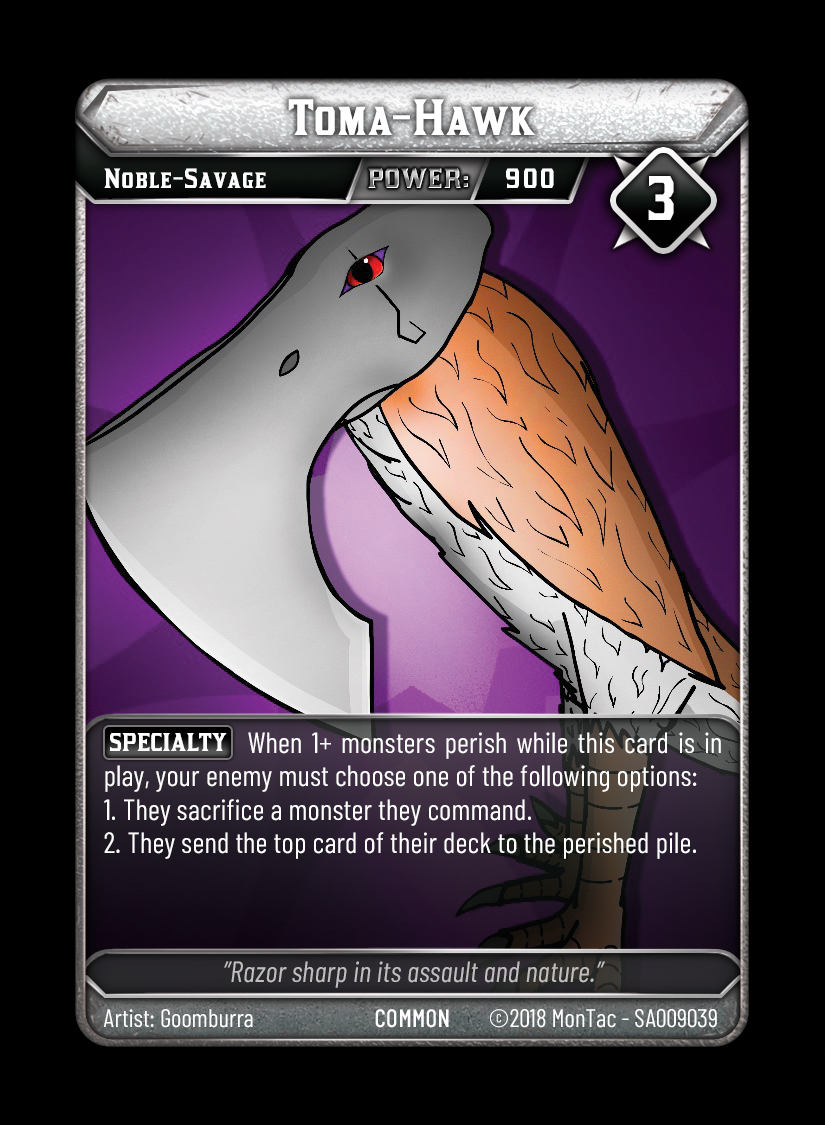 Toma-Hawk
Noble-Savage POWER: 900
3
SPECIALTY When 1+ monsters perish while this card is in
play, your enemy must choose one of the following options:
1. They sacrifice a monster they command.
2. They send the top card of their deck to the perished pile.
"Razor sharp in its assault and nature."
Artist: Goomburra COMMON ©2018 MonTac - SA009039